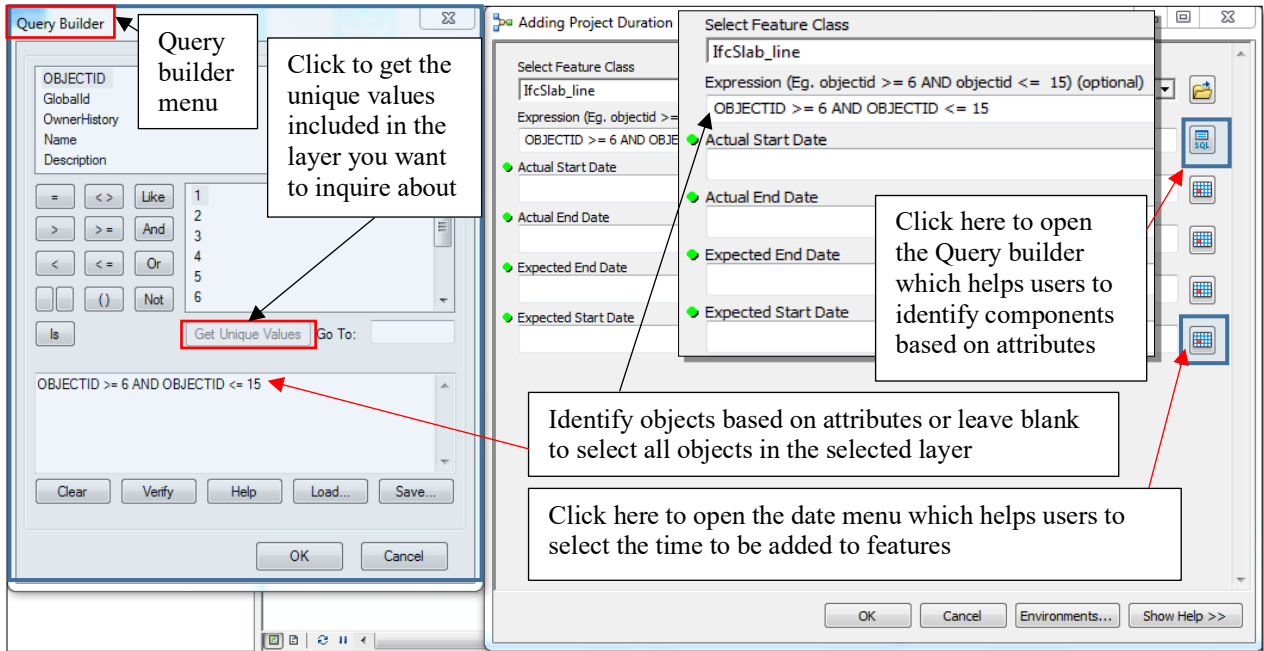 Query Builder
Query
builder
menu
Click to get the
unique values
included in the
layer you want
to inquire about
OBJECTID
GlobalId
OwnerHistory
Name
Description
= <> Like
> >= And
< <= Or
() Not
Is
1
2
3
4
5
6
Get Unique Values Go To:
OBJECTID >= 6 AND OBJECTID <= 15
Clear Verify Help Load... Save...
OK Cancel
Adding Project Duration
Select Feature Class
IfcSlab_line
Expression (Eg. objectid >=
OBJECTID >= 6 AND OBJE
Actual Start Date
Actual End Date
Expected End Date
Expected Start Date
Select Feature Class
IfcSlab_line
Expression (Eg. objectid >= 6 AND objectid <= 15) (optional)
OBJECTID >= 6 AND OBJECTID <= 15
Actual Start Date
Actual End Date
Expected End Date
Expected Start Date
SQL
Click here to open
the Query builder
which helps users to
identify components
based on attributes
Identify objects based on attributes or leave blank
to select all objects in the selected layer
Click here to open the date menu which helps users to
select the time to be added to features
OK Cancel Environments... Show Help >>